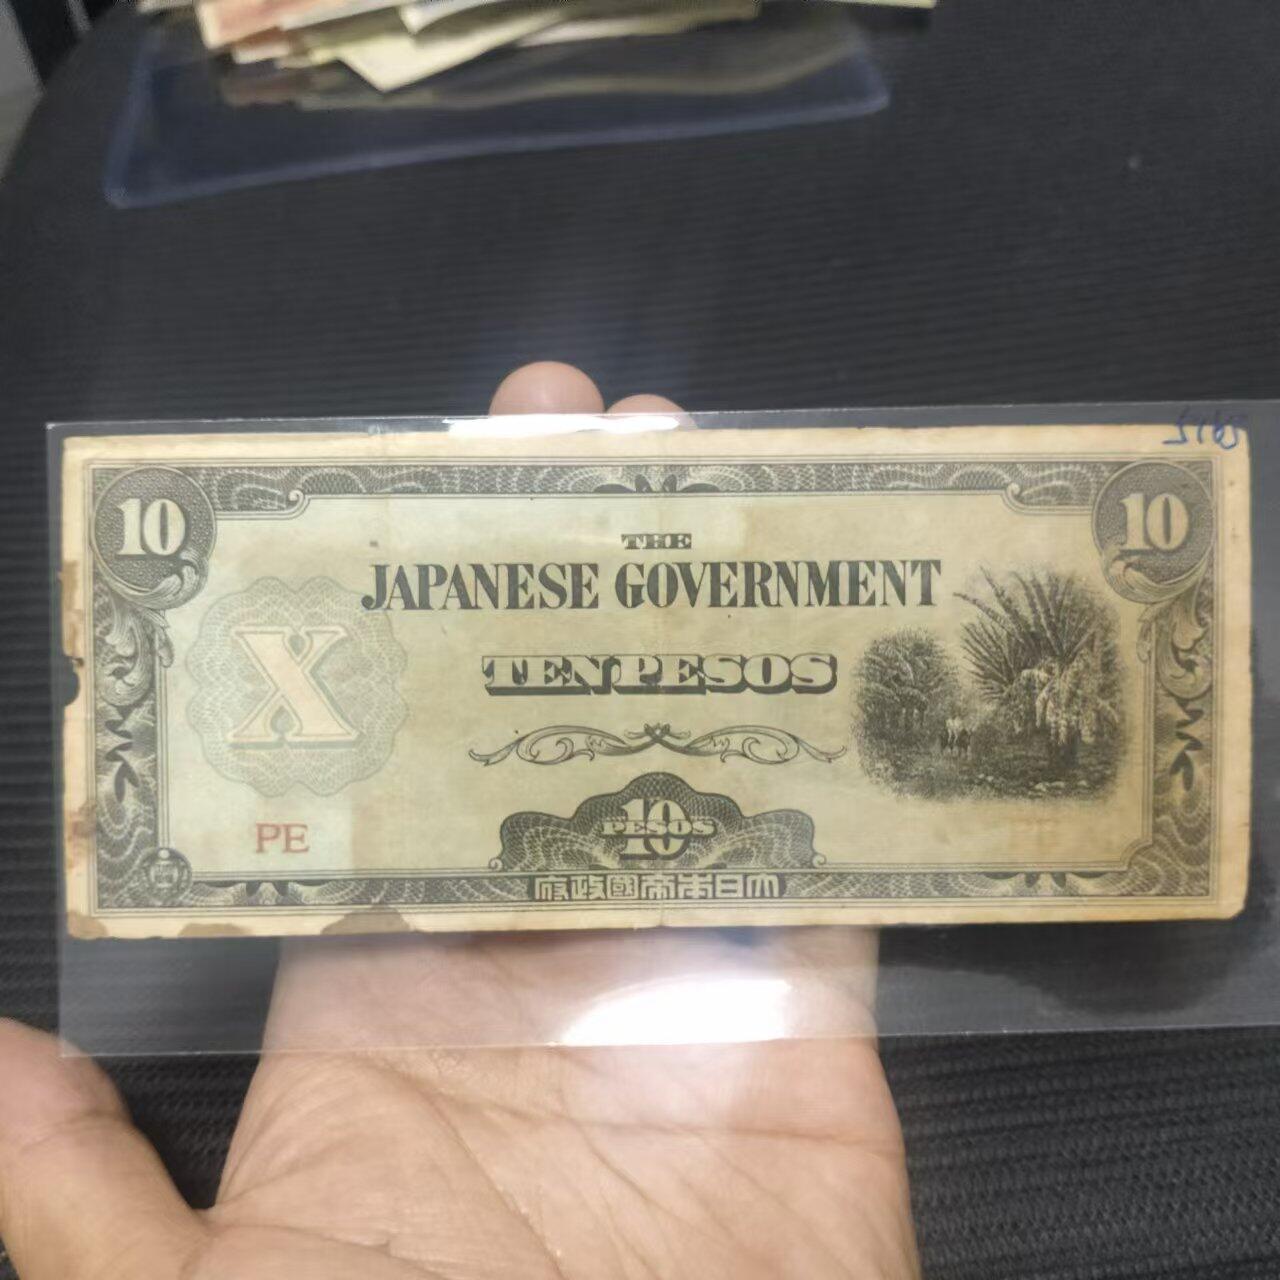 10
10
THE
JAPANESE GOVERNMENT
TEN PESOS
X
10
PESOS
PE
府政國帝本日大